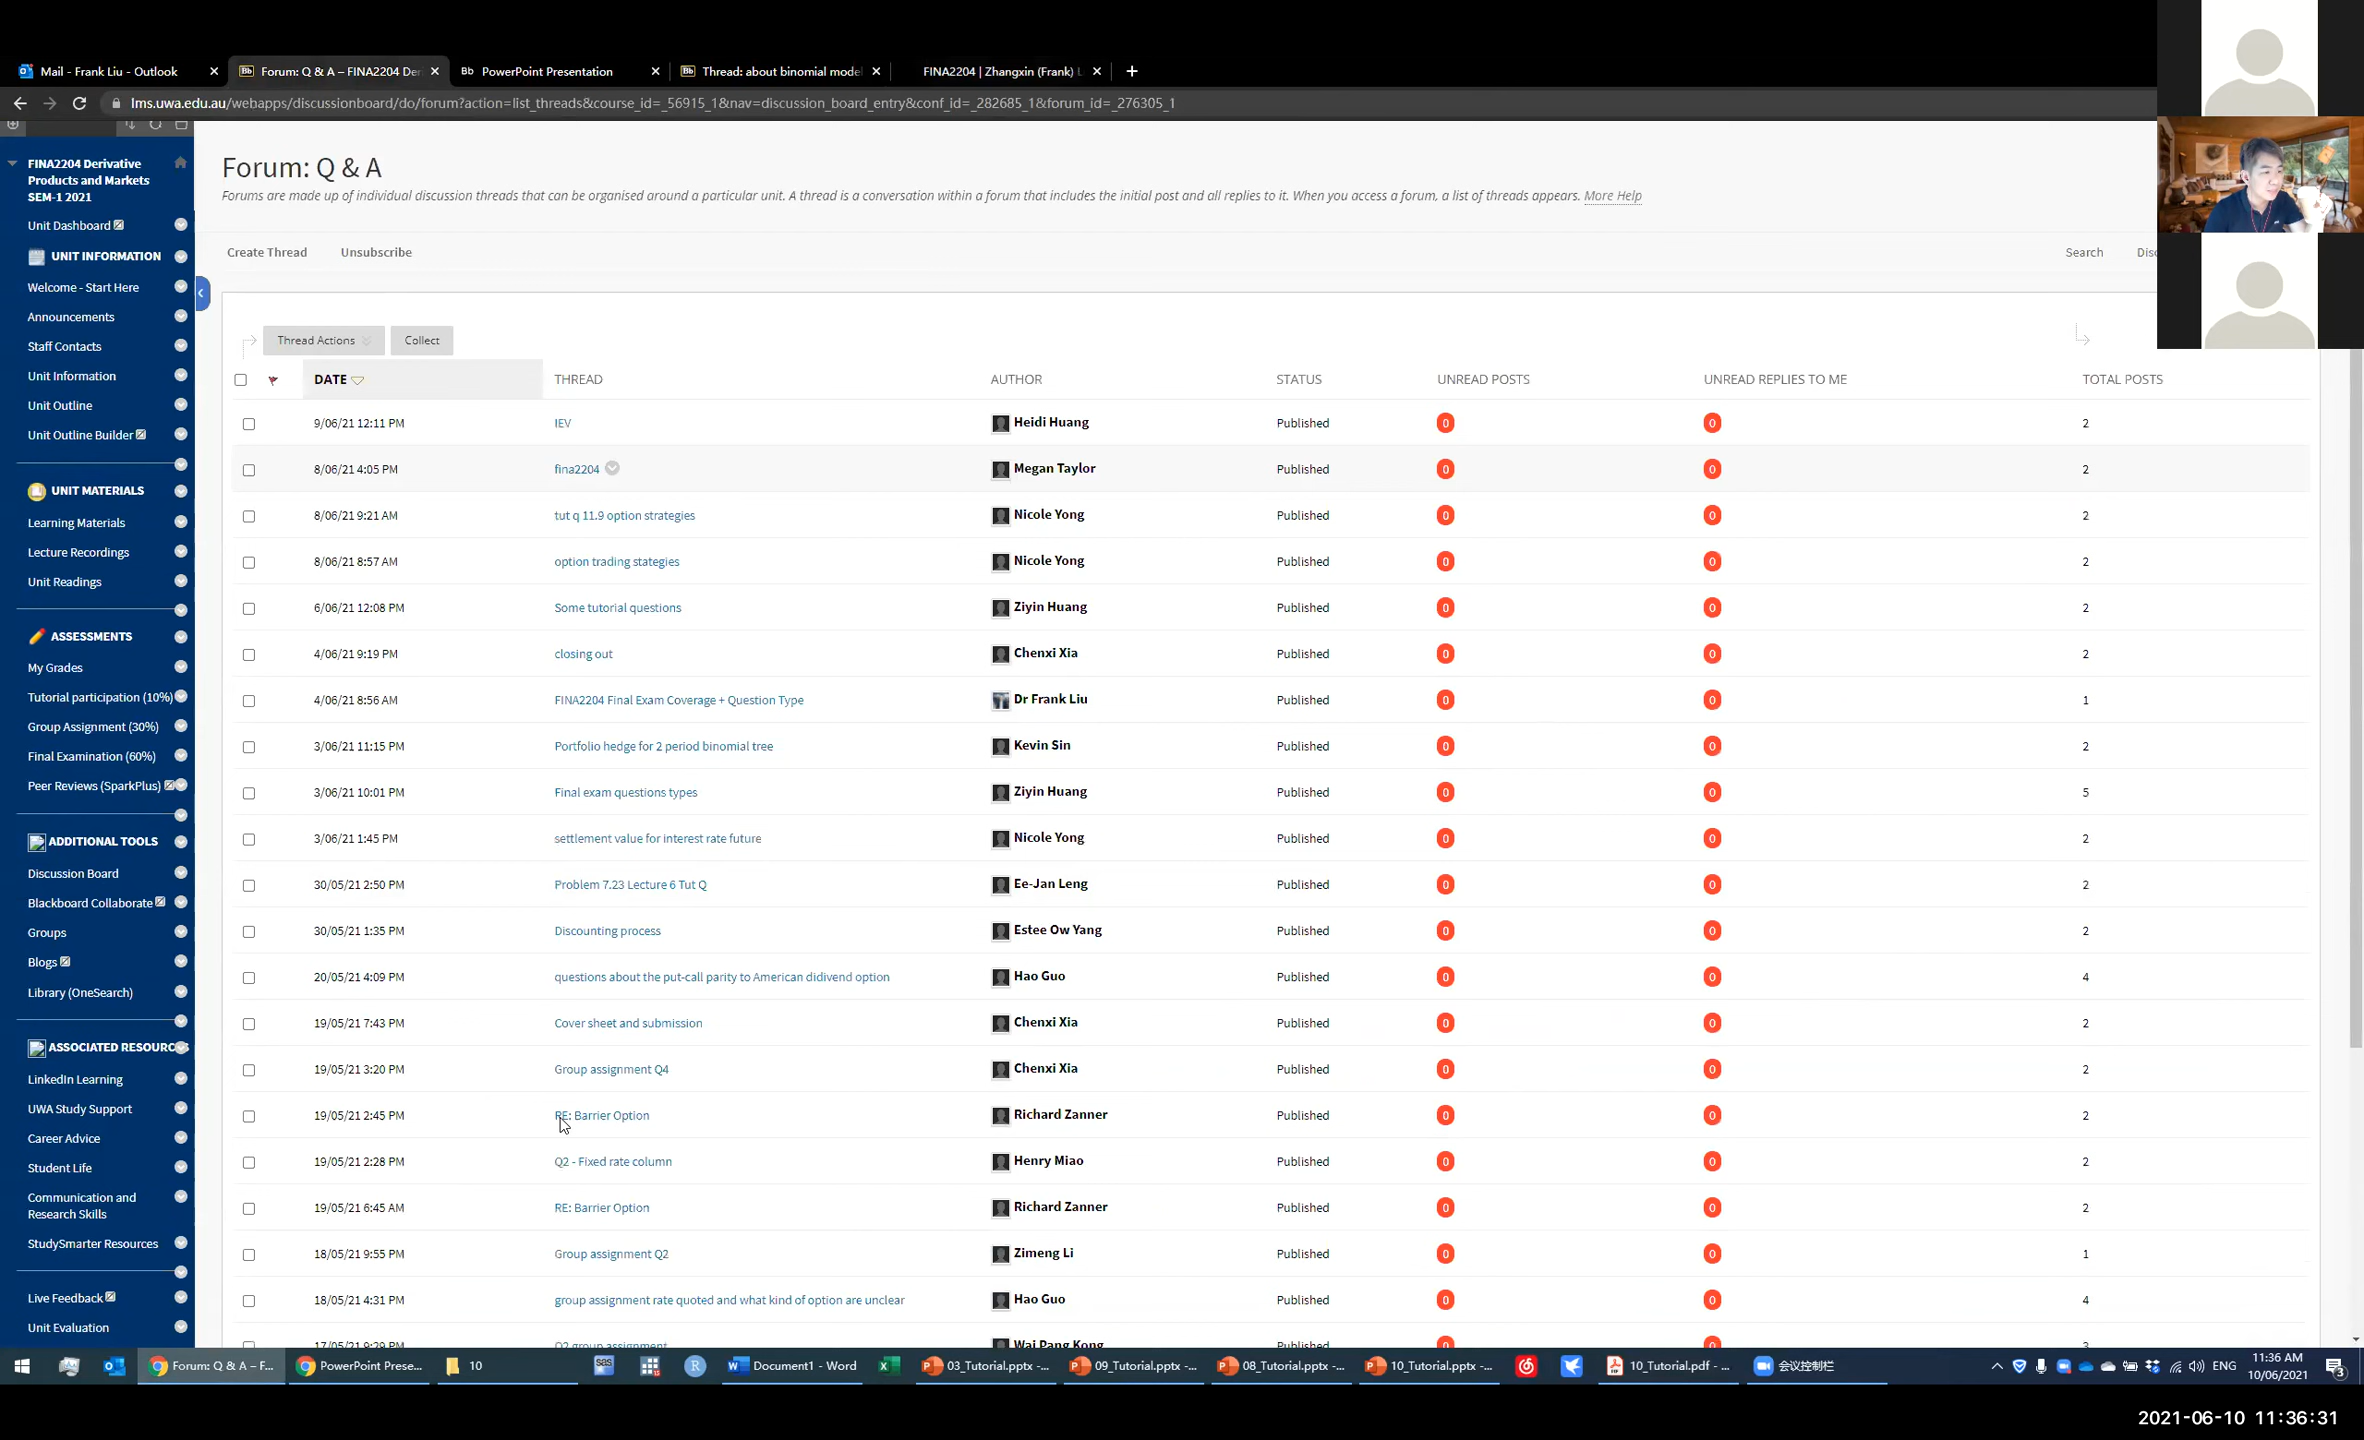 Mail - Frank Liu - Outlook
Forum: Q & A – FINA2204 Der
PowerPoint Presentation
Thread: about binomial mode
FINA2204 | Zhangxin (Frank) L
lms.uwa.edu.au/webapps/discussionboard/do/forum?action=list_threads&course_id=_56915_1&nav=discussion_board_entry&conf_id=_282685_1&forum_id=_276305_1
FINA2204 Derivative
Products and Markets
SEM-1 2021
Unit Dashboard
UNIT INFORMATION
Welcome - Start Here
Announcements
Staff Contacts
Unit Information
Unit Outline
Unit Outline Builder
UNIT MATERIALS
Learning Materials
Lecture Recordings
Unit Readings
ASSESSMENTS
My Grades
Tutorial participation (10%)
Group Assignment (30%)
Final Examination (60%)
Peer Reviews (SparkPlus)
ADDITIONAL TOOLS
Discussion Board
Blackboard Collaborate
Groups
Blogs
Library (OneSearch)
ASSOCIATED RESOURC
LinkedIn Learning
UWA Study Support
Career Advice
Student Life
Communication and
Research Skills
StudySmarter Resources
Live Feedback
Unit Evaluation
Forum: Q & A
Forums are made up of individual discussion threads that can be organised around a particular unit. A thread is a conversation within a forum that includes the initial post and all replies to it. When you access a forum, a list of threads appears. More Help
Create Thread Unsubscribe Search Disc
Thread Actions Collect
DATE THREAD AUTHOR STATUS UNREAD POSTS UNREAD REPLIES TO ME TOTAL POSTS
9/06/21 12:11 PM IEV Heidi Huang Published 0 0 2
8/06/21 4:05 PM fina2204 Megan Taylor Published 0 0 2
8/06/21 9:21 AM tut q 11.9 option strategies Nicole Yong Published 0 0 2
8/06/21 8:57 AM option trading stategies Nicole Yong Published 0 0 2
6/06/21 12:08 PM Some tutorial questions Ziyin Huang Published 0 0 2
4/06/21 9:19 PM closing out Chenxi Xia Published 0 0 2
4/06/21 8:56 AM FINA2204 Final Exam Coverage + Question Type Dr Frank Liu Published 0 0 1
3/06/21 11:15 PM Portfolio hedge for 2 period binomial tree Kevin Sin Published 0 0 2
3/06/21 10:01 PM Final exam questions types Ziyin Huang Published 0 0 5
3/06/21 1:45 PM settlement value for interest rate future Nicole Yong Published 0 0 2
30/05/21 2:50 PM Problem 7.23 Lecture 6 Tut Q Ee-Jan Leng Published 0 0 2
30/05/21 1:35 PM Discounting process Estee Ow Yang Published 0 0 2
20/05/21 4:09 PM questions about the put-call parity to American didivend option Hao Guo Published 0 0 4
19/05/21 7:43 PM Cover sheet and submission Chenxi Xia Published 0 0 2
19/05/21 3:20 PM Group assignment Q4 Chenxi Xia Published 0 0 2
19/05/21 2:45 PM RE: Barrier Option Richard Zanner Published 0 0 2
19/05/21 2:28 PM Q2 - Fixed rate column Henry Miao Published 0 0 2
19/05/21 6:45 AM RE: Barrier Option Richard Zanner Published 0 0 2
18/05/21 9:55 PM Group assignment Q2 Zimeng Li Published 0 0 1
18/05/21 4:31 PM group assignment rate quoted and what kind of option are unclear Hao Guo Published 0 0 4
17/05/21 9:29 PM Q2 group assignment Wai Pang Kong
Forum: Q & A – F...
PowerPoint Prese...
10
Document1 - Word
03_Tutorial.pptx -...
09_Tutorial.pptx -...
08_Tutorial.pptx -...
10_Tutorial.pptx -...
10_Tutorial.pdf - ...
会议控制栏
ENG
11:36 AM
10/06/2021
3
2021-06-10 11:36:31